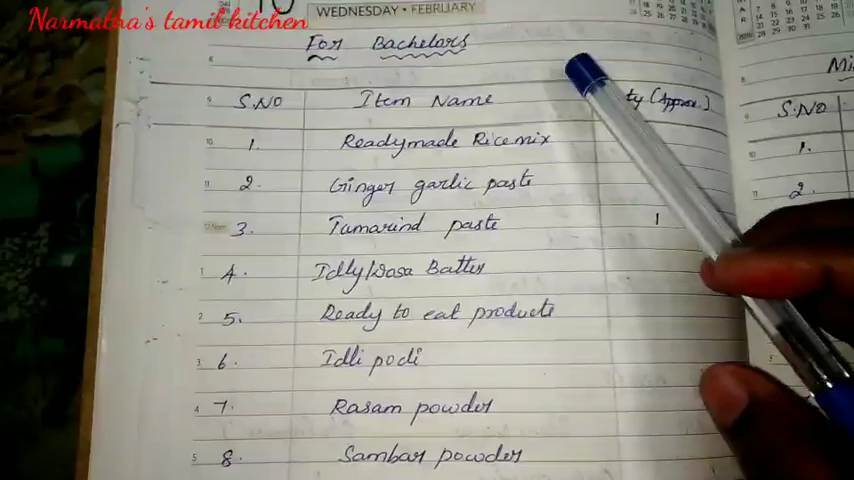 Narmatha's tamil kitchen
WEDNESDAY • FEBRUARY
For Bachelors
S.NO Item Name ty (Approx.)
1. Readymade Ricemix
2. Ginger garlic paste
3. Tamarind paste 1
4. Idly/Dosa Batter
5. Ready to eat products
6. Idli podi
7. Rasam powder
8. Sambar powder
S.NO
1.
2.